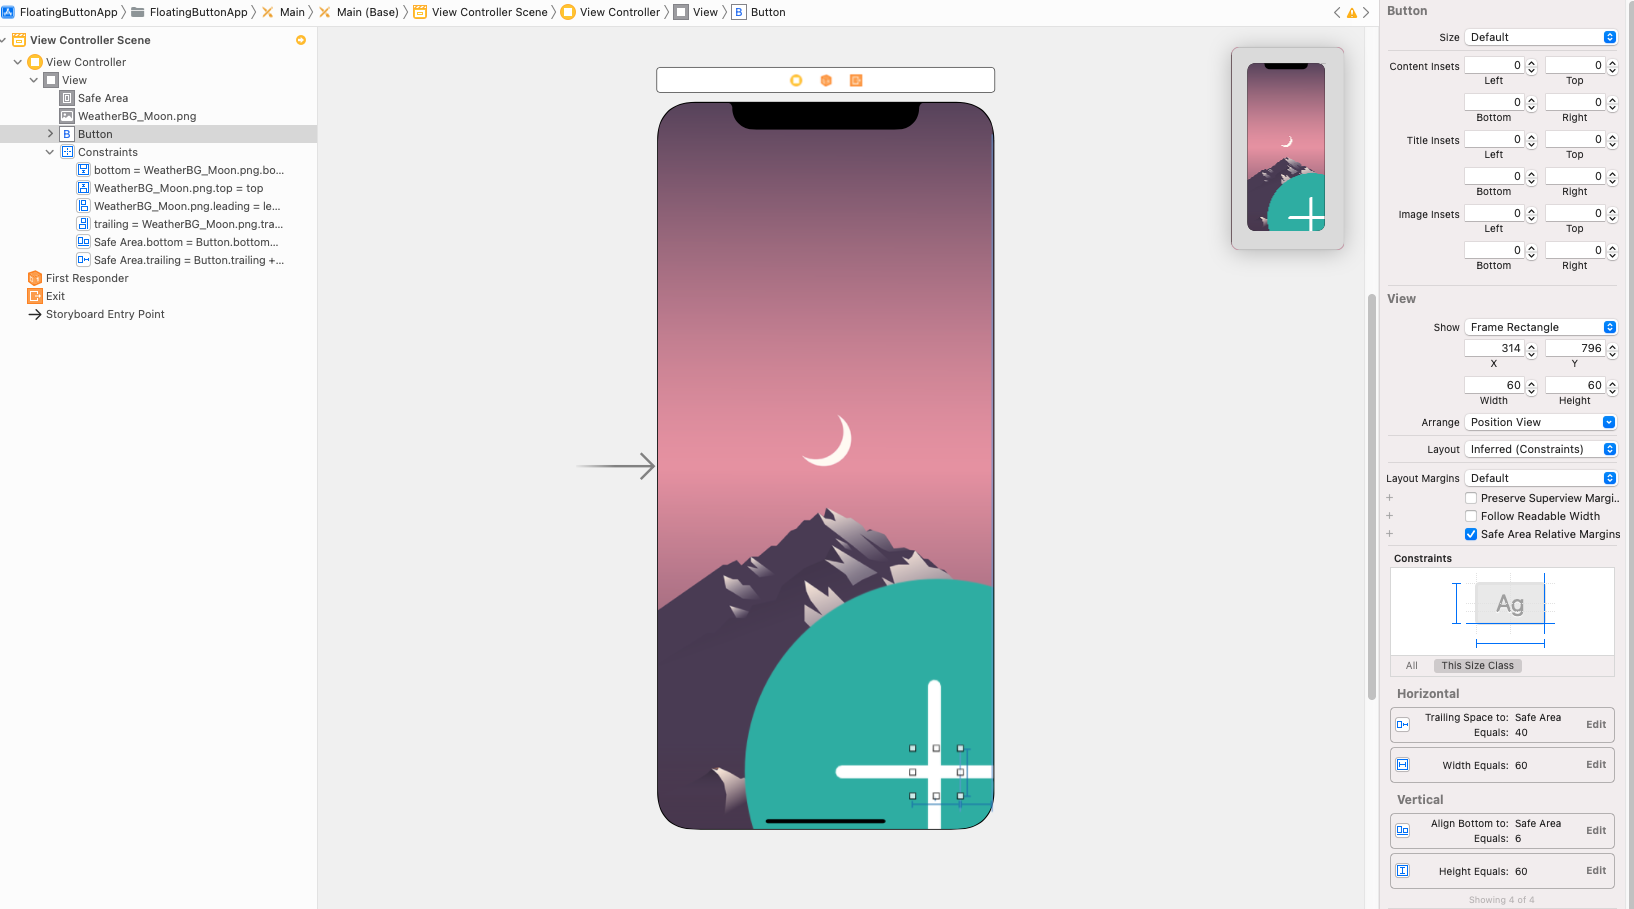 FloatingButtonApp FloatingButtonApp Main Main (Base) View Controller Scene View Controller View B Button
View Controller Scene
View Controller
View
Safe Area
WeatherBG_Moon.png
B Button
Constraints
bottom = WeatherBG_Moon.png.bo...
WeatherBG_Moon.png.top = top
WeatherBG_Moon.png.leading = le...
trailing = WeatherBG_Moon.png.tra...
Safe Area.bottom = Button.bottom...
Safe Area.trailing = Button.trailing +...
First Responder
Exit
Storyboard Entry Point
Button
Size Default
Content Insets 0 0
Left Top
0 0
Bottom Right
Title Insets 0 0
Left Top
0 0
Bottom Right
Image Insets 0 0
Left Top
0 0
Bottom Right
View
Show Frame Rectangle
314 796
X Y
60 60
Width Height
Arrange Position View
Layout Inferred (Constraints)
Layout Margins Default
Preserve Superview Margi..
Follow Readable Width
Safe Area Relative Margins
Constraints
Ag
All This Size Class
Horizontal
Trailing Space to: Safe Area
Equals: 40
Edit
Width Equals: 60 Edit
Vertical
Align Bottom to: Safe Area
Equals: 6
Edit
Height Equals: 60 Edit
Showing 4 of 4